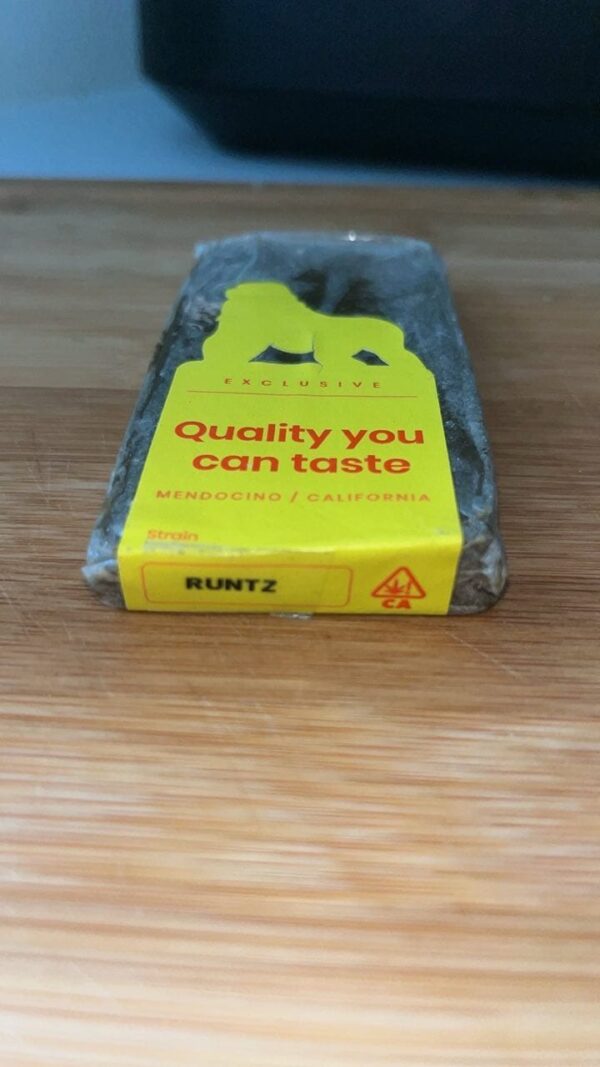 EXCLUSIVE
Quality you
can taste
MENDOCINO / CALIFORNIA
Strain
RUNTZ
CA